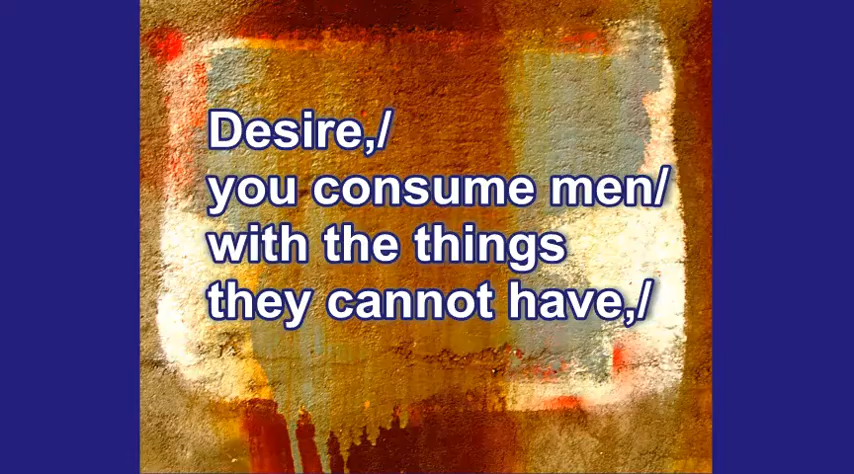 Desire,/
you consume men/
with the things
they cannot have,/